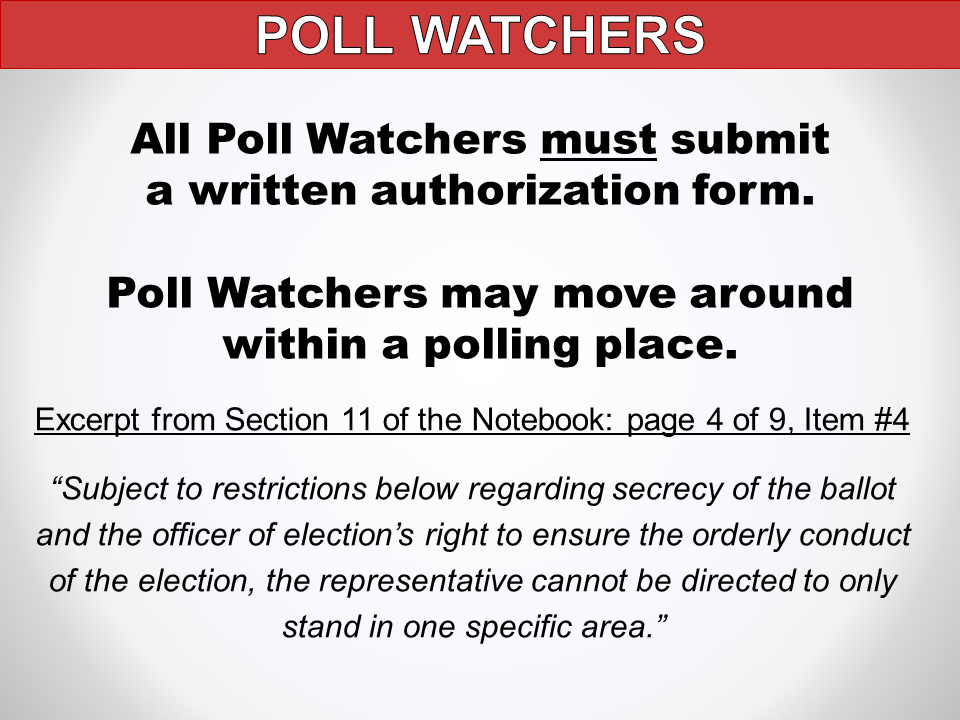 POLL WATCHERS
All Poll Watchers must submit
a written authorization form.
Poll Watchers may move around
within a polling place.
Excerpt from Section 11 of the Notebook: page 4 of 9, Item #4
“Subject to restrictions below regarding secrecy of the ballot
and the officer of election’s right to ensure the orderly conduct
of the election, the representative cannot be directed to only
stand in one specific area.”